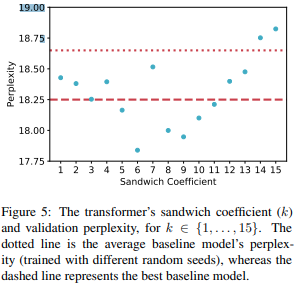 19.00
18.75
18.50
18.25
18.00
17.75
Perplexity
1 2 3 4 5 6 7 8 9 10 11 12 13 14 15
Sandwich Coefficient
Figure 5: The transformer's sandwich coefficient (k)
and validation perplexity, for k ∈ {1, . . . , 15}. The
dotted line is the average baseline model's perplex-
ity (trained with different random seeds), whereas the
dashed line represents the best baseline model.